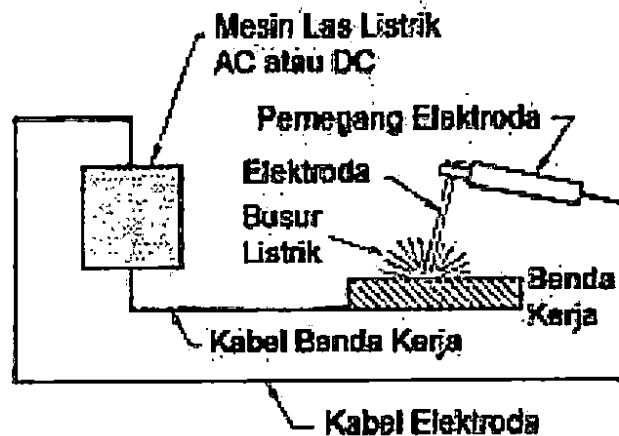 Mesin Las Listrik
AC atau DC
Pemegang Elektroda
Elektroda
Busur
Listrik
Benda
Kerja
Kabel Benda Kerja
Kabel Elektroda